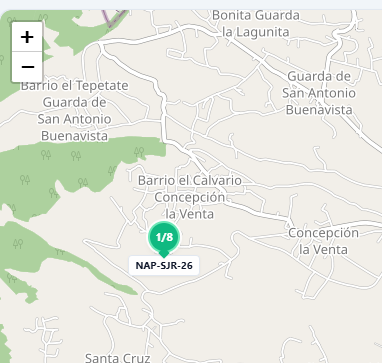 Bonita Guarda
la Lagunita
+
−
Guarda de
San Antonio
Buenavista
Barrio el Tepetate
Guarda de
San Antonio
Buenavista
Barrio el Calvario
Concepción
la Venta
1/8
NAP-SJR-26
Concepción
la Venta
Santa Cruz